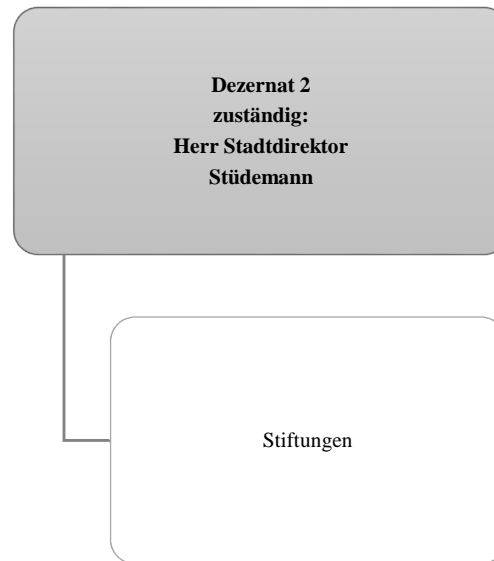 Dezernat 2
zuständig:
Herr Stadtdirektor
Stüdemann
Stiftungen